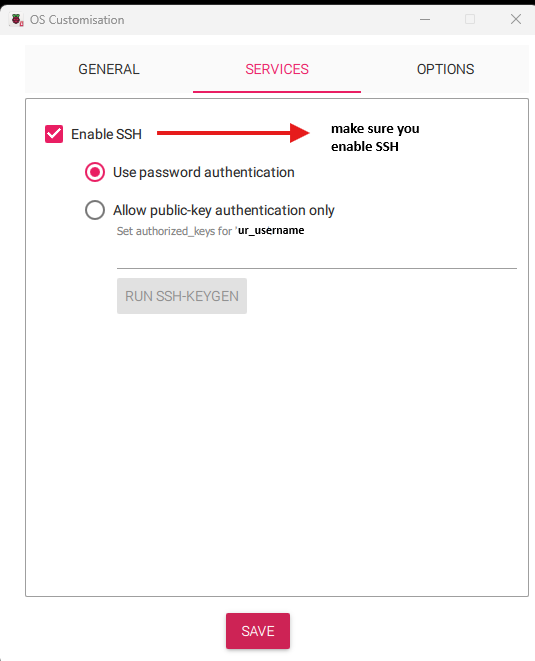 OS Customisation
GENERAL
SERVICES
OPTIONS
Enable SSH
make sure you
enable SSH
Use password authentication
Allow public-key authentication only
Set authorized_keys for 'ur_username
RUN SSH-KEYGEN
SAVE